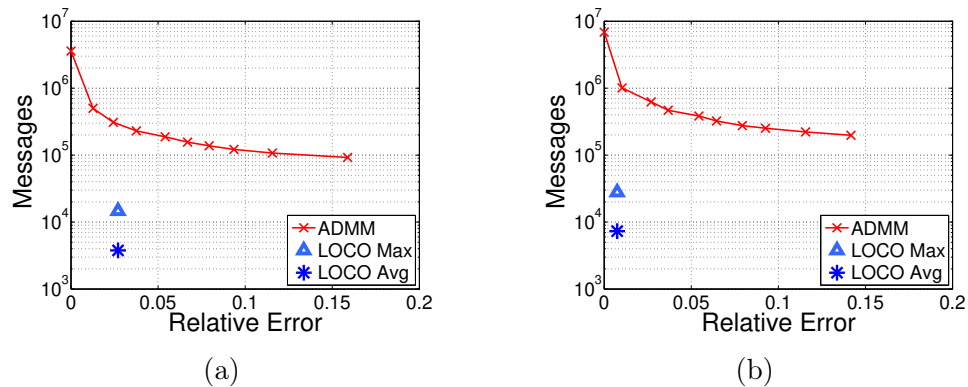 10^7
10^6
10^5
10^4
10^3
Messages
ADMM
LOCO Max
LOCO Avg
0 0.05 0.1 0.15 0.2
Relative Error
(a)
10^7
10^6
10^5
10^4
10^3
Messages
ADMM
LOCO Max
LOCO Avg
0 0.05 0.1 0.15 0.2
Relative Error
(b)